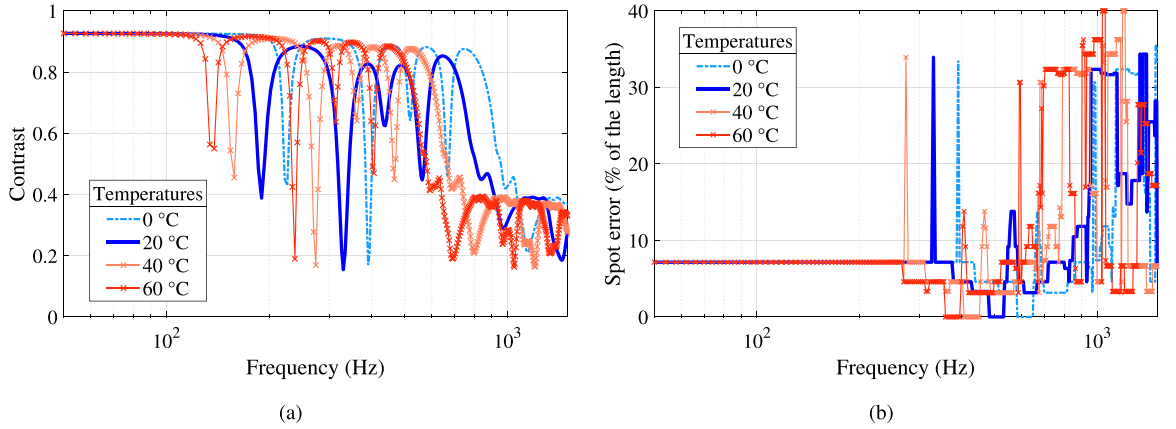 1
0.8
0.6
0.4
0.2
0
Contrast
Temperatures
0 °C
20 °C
40 °C
60 °C
10^2
10^3
Frequency (Hz)
(a)
40
30
20
10
0
Spot error (% of the length)
Temperatures
0 °C
20 °C
40 °C
60 °C
10^2
10^3
Frequency (Hz)
(b)